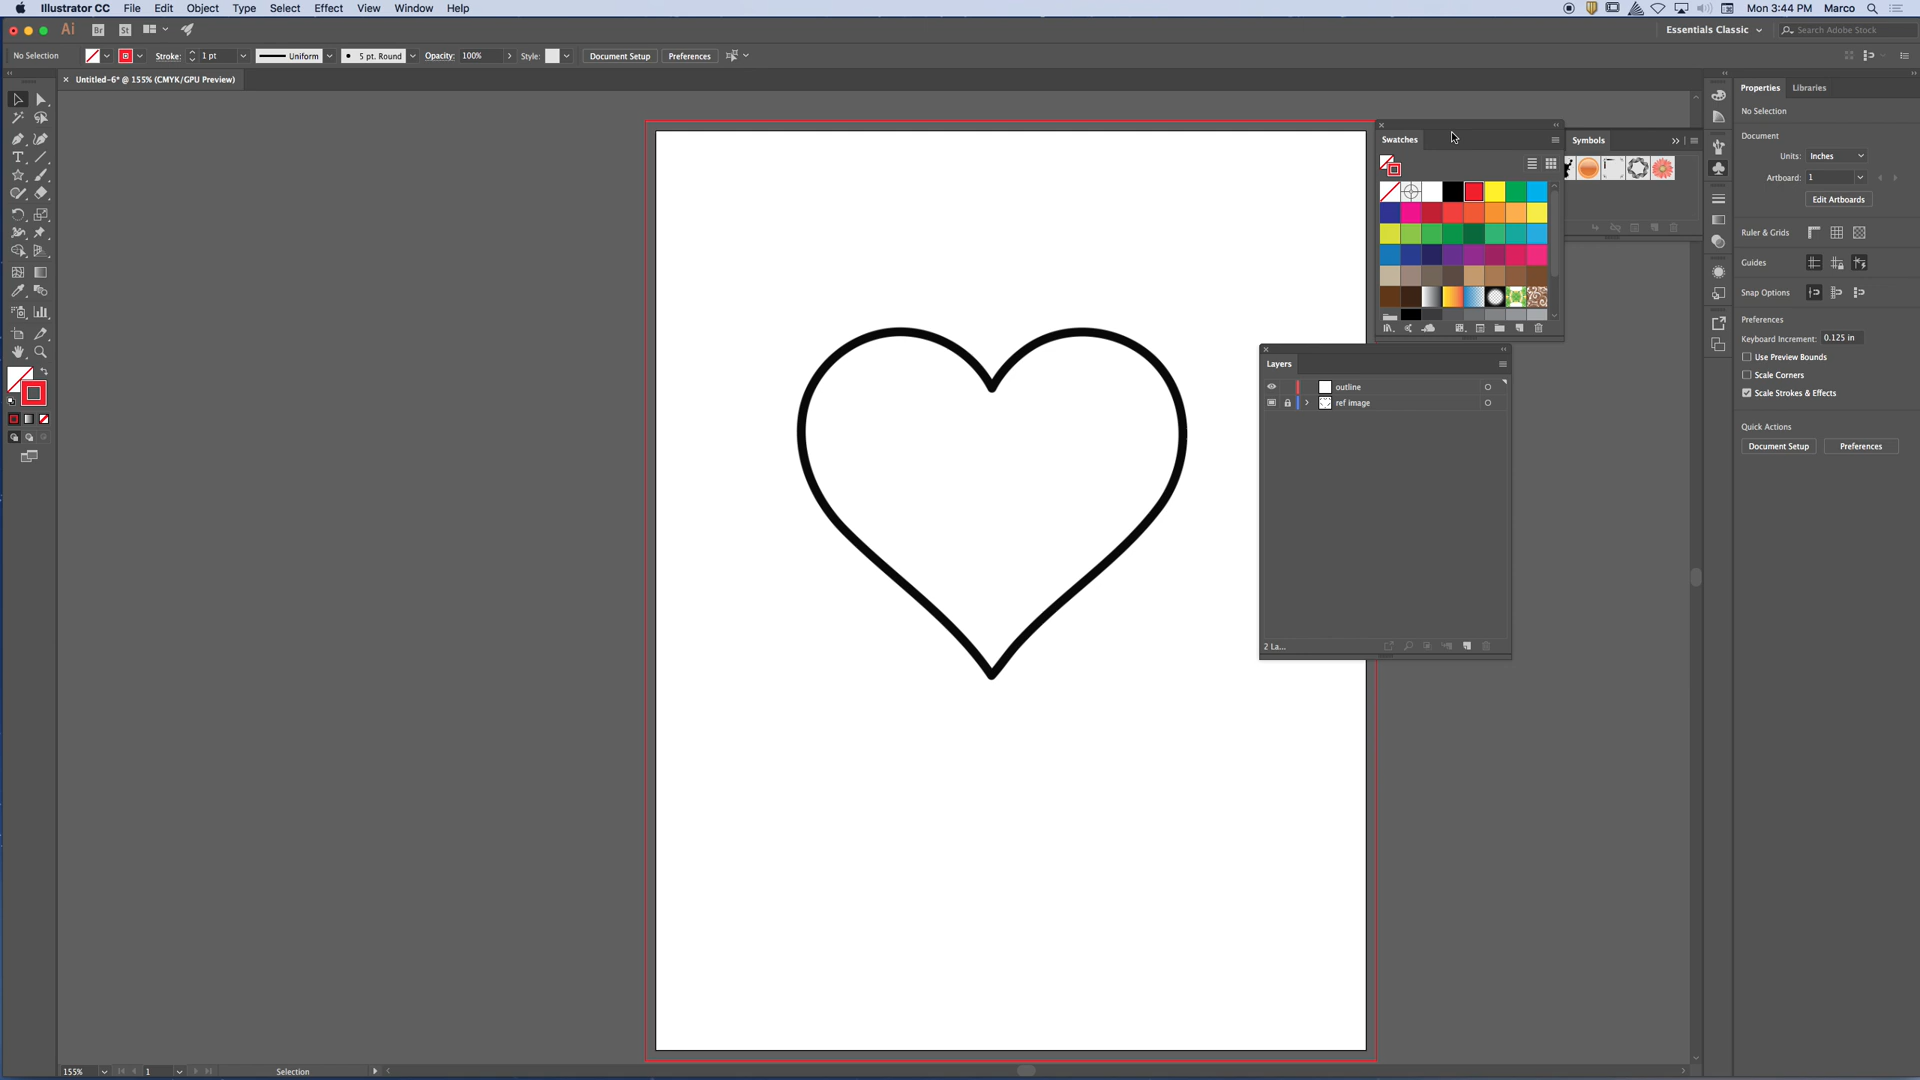 Illustrator CC File Edit Object Type Select Effect View Window Help Mon 3:44 PM Marco
Ai Br St Essentials Classic Search Adobe Stock
No Selection Stroke: 1 pt Uniform 5 pt. Round Opacity: 100% Style: Document Setup Preferences
Untitled-6* @ 155% (CMYK/GPU Preview)
Properties Libraries
No Selection
Document
Units: Inches
Artboard: 1
Edit Artboards
Ruler & Grids
Guides
Snap Options
Preferences
Keyboard Increment: 0.125 in
Use Preview Bounds
Scale Corners
Scale Strokes & Effects
Quick Actions
Document Setup Preferences
Swatches
Symbols
Layers
outline
ref image
2 La...
155% 1 Selection